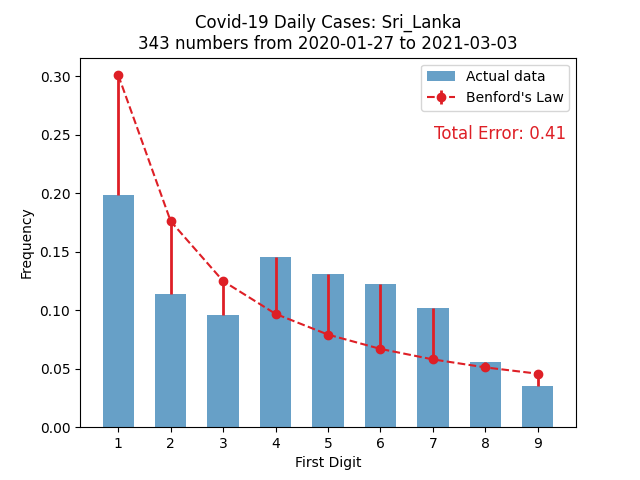 Covid-19 Daily Cases: Sri_Lanka
343 numbers from 2020-01-27 to 2021-03-03
Actual data
Benford's Law
Total Error: 0.41
Frequency
0.30
0.25
0.20
0.15
0.10
0.05
0.00
1 2 3 4 5 6 7 8 9
First Digit